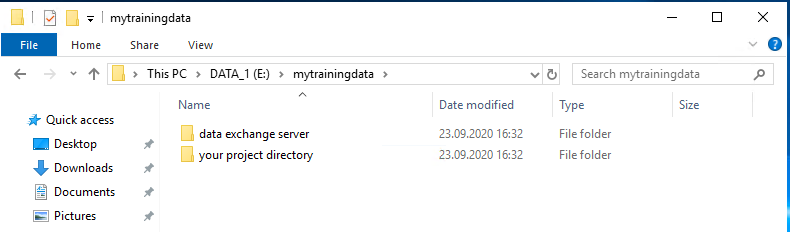 mytrainingdata
File Home Share View
This PC DATA_1 (E:) mytrainingdata Search mytrainingdata
Name Date modified Type Size
Quick access
data exchange server 23.09.2020 16:32 File folder
Desktop
your project directory 23.09.2020 16:32 File folder
Downloads
Documents
Pictures